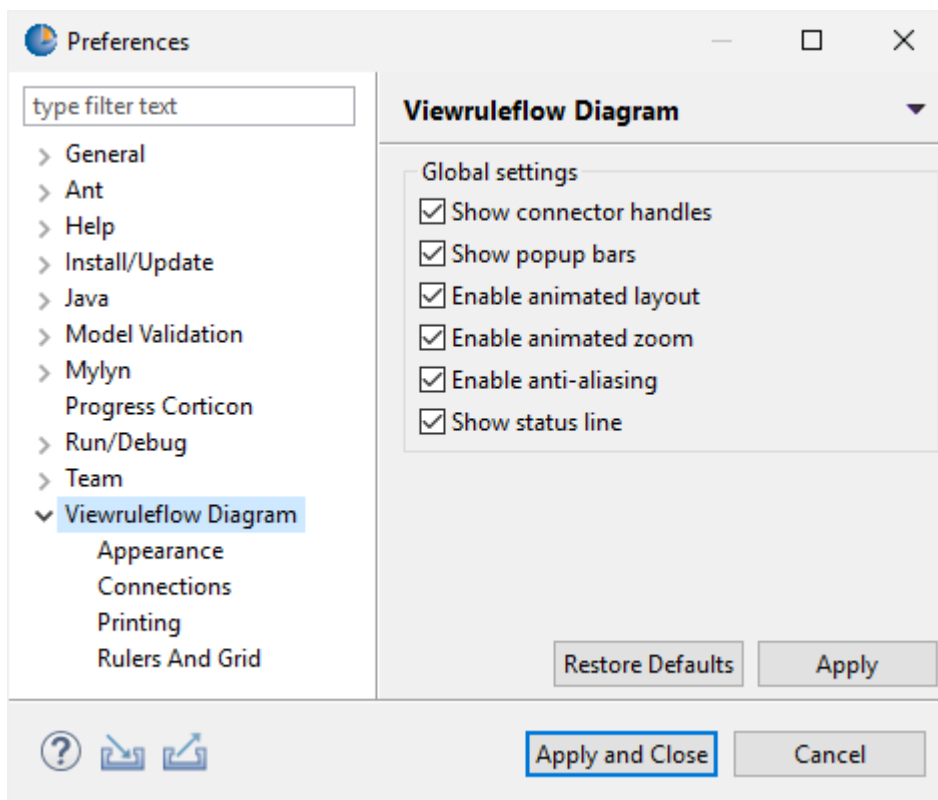 Preferences
type filter text
General
Ant
Help
Install/Update
Java
Model Validation
Mylyn
Progress Corticon
Run/Debug
Team
Viewruleflow Diagram
Appearance
Connections
Printing
Rulers And Grid
Viewruleflow Diagram
Global settings
Show connector handles
Show popup bars
Enable animated layout
Enable animated zoom
Enable anti-aliasing
Show status line
Restore Defaults
Apply
?
Apply and Close
Cancel